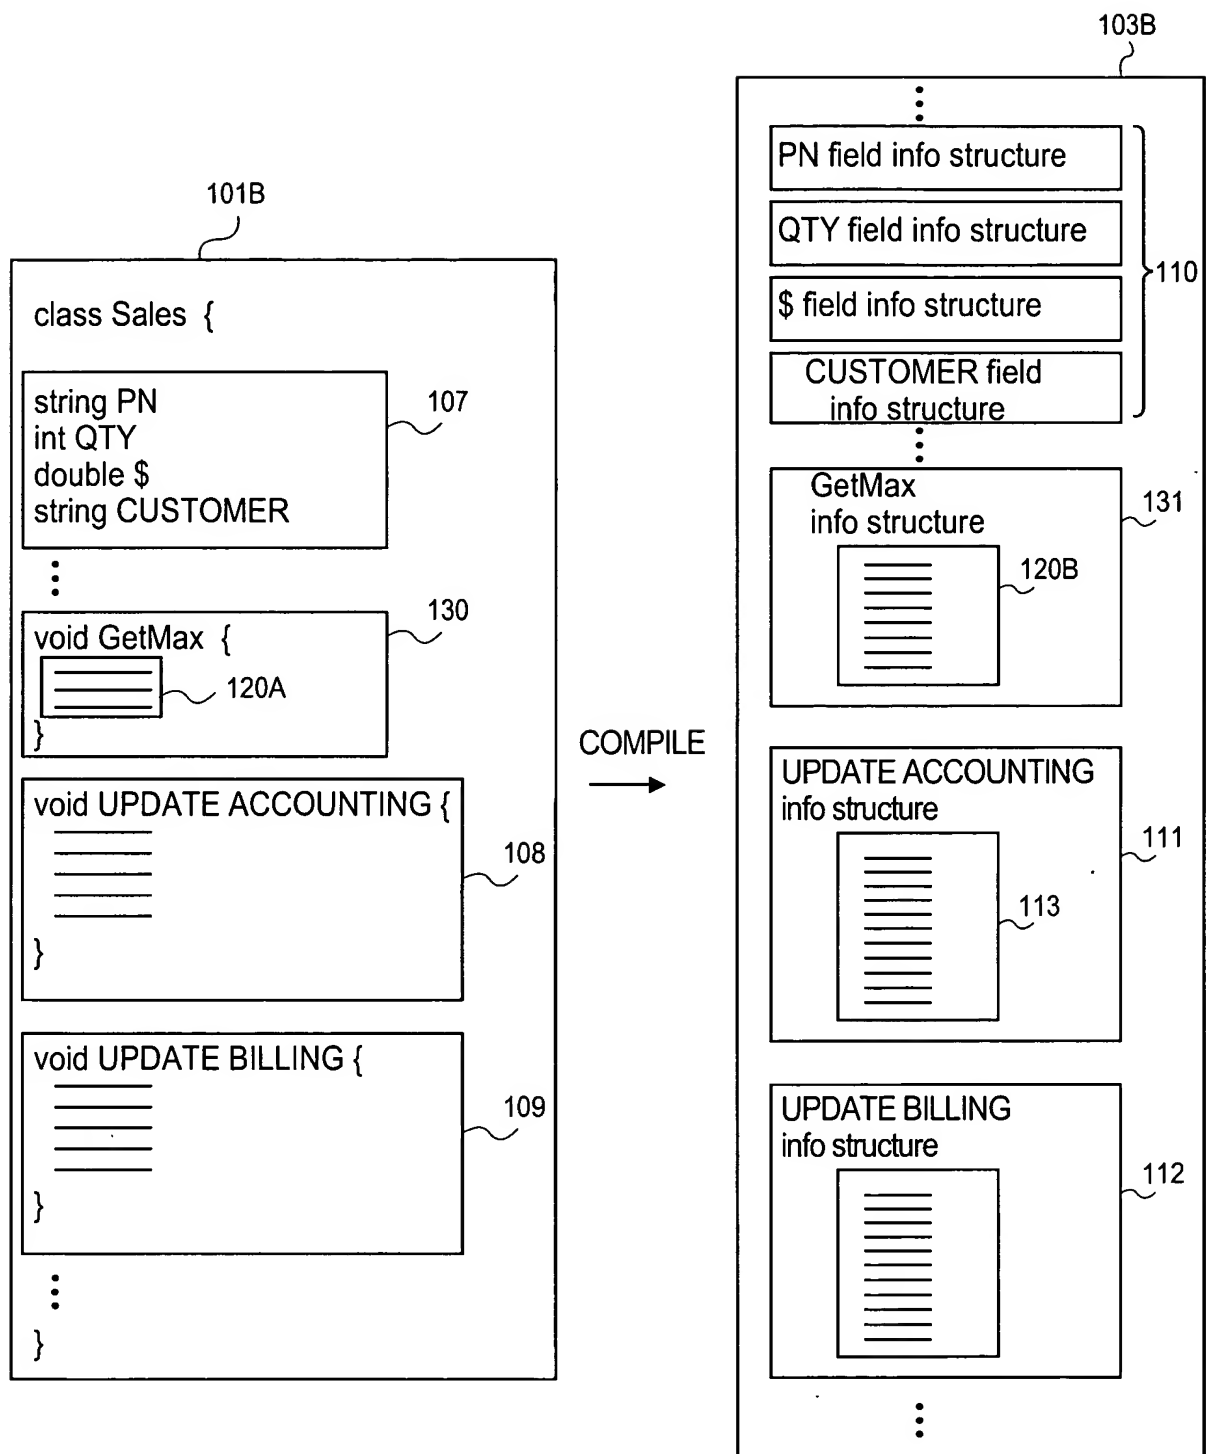 101B
class Sales {
string PN
int QTY
double $
string CUSTOMER
107
void GetMax {
}
130
120A
void UPDATE ACCOUNTING {
}
108
void UPDATE BILLING {
}
109
}
COMPILE
103B
PN field info structure
QTY field info structure
$ field info structure
CUSTOMER field
info structure
110
GetMax
info structure
131
120B
UPDATE ACCOUNTING
info structure
111
113
UPDATE BILLING
info structure
112